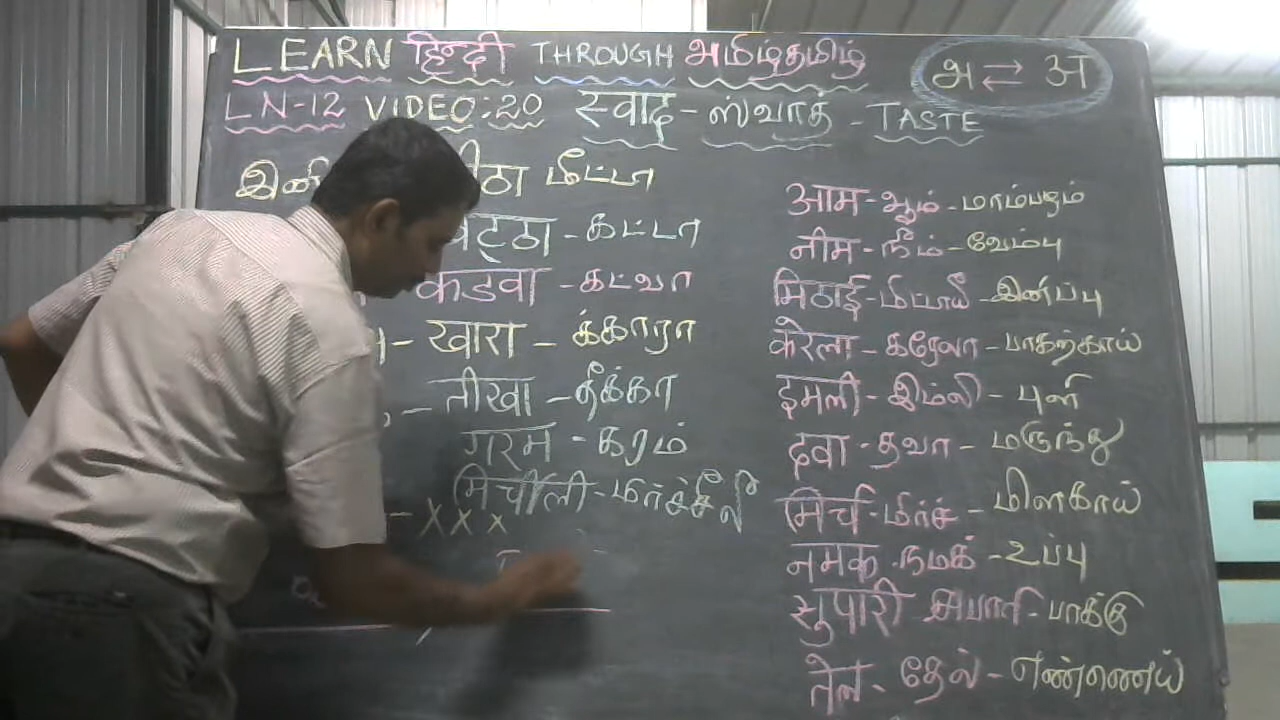 LEARN हिन्दी THROUGH அமிழ்தமிழ்
அ ⇄ अ
LN-12 VIDEO:20 स्वाद - ஸ்வாத் - TASTE
இனி ीठा மீட்டா
ट्ठा - கட்டா
कडवा - கட்வா
- खारा - க்காரா
- तीखा - தீக்கா
गरम - கரம்
मिर्चीली - மிர்ச்சீலி
- X X X
आम - ஆம் - மாம்பழம்
नीम - நீம் - வேம்பு
मिठाई - மிட்டாயீ - இனிப்பு
करेला - கரேலா - பாகற்காய்
इमली - இம்லி - புளி
दवा - தவா - மருந்து
मिर्च - மிர்ச் - மிளகாய்
नमक - நமக் - உப்பு
सुपारी - சுபாரி - பாக்கு
तेल - தேல் - எண்ணெய்